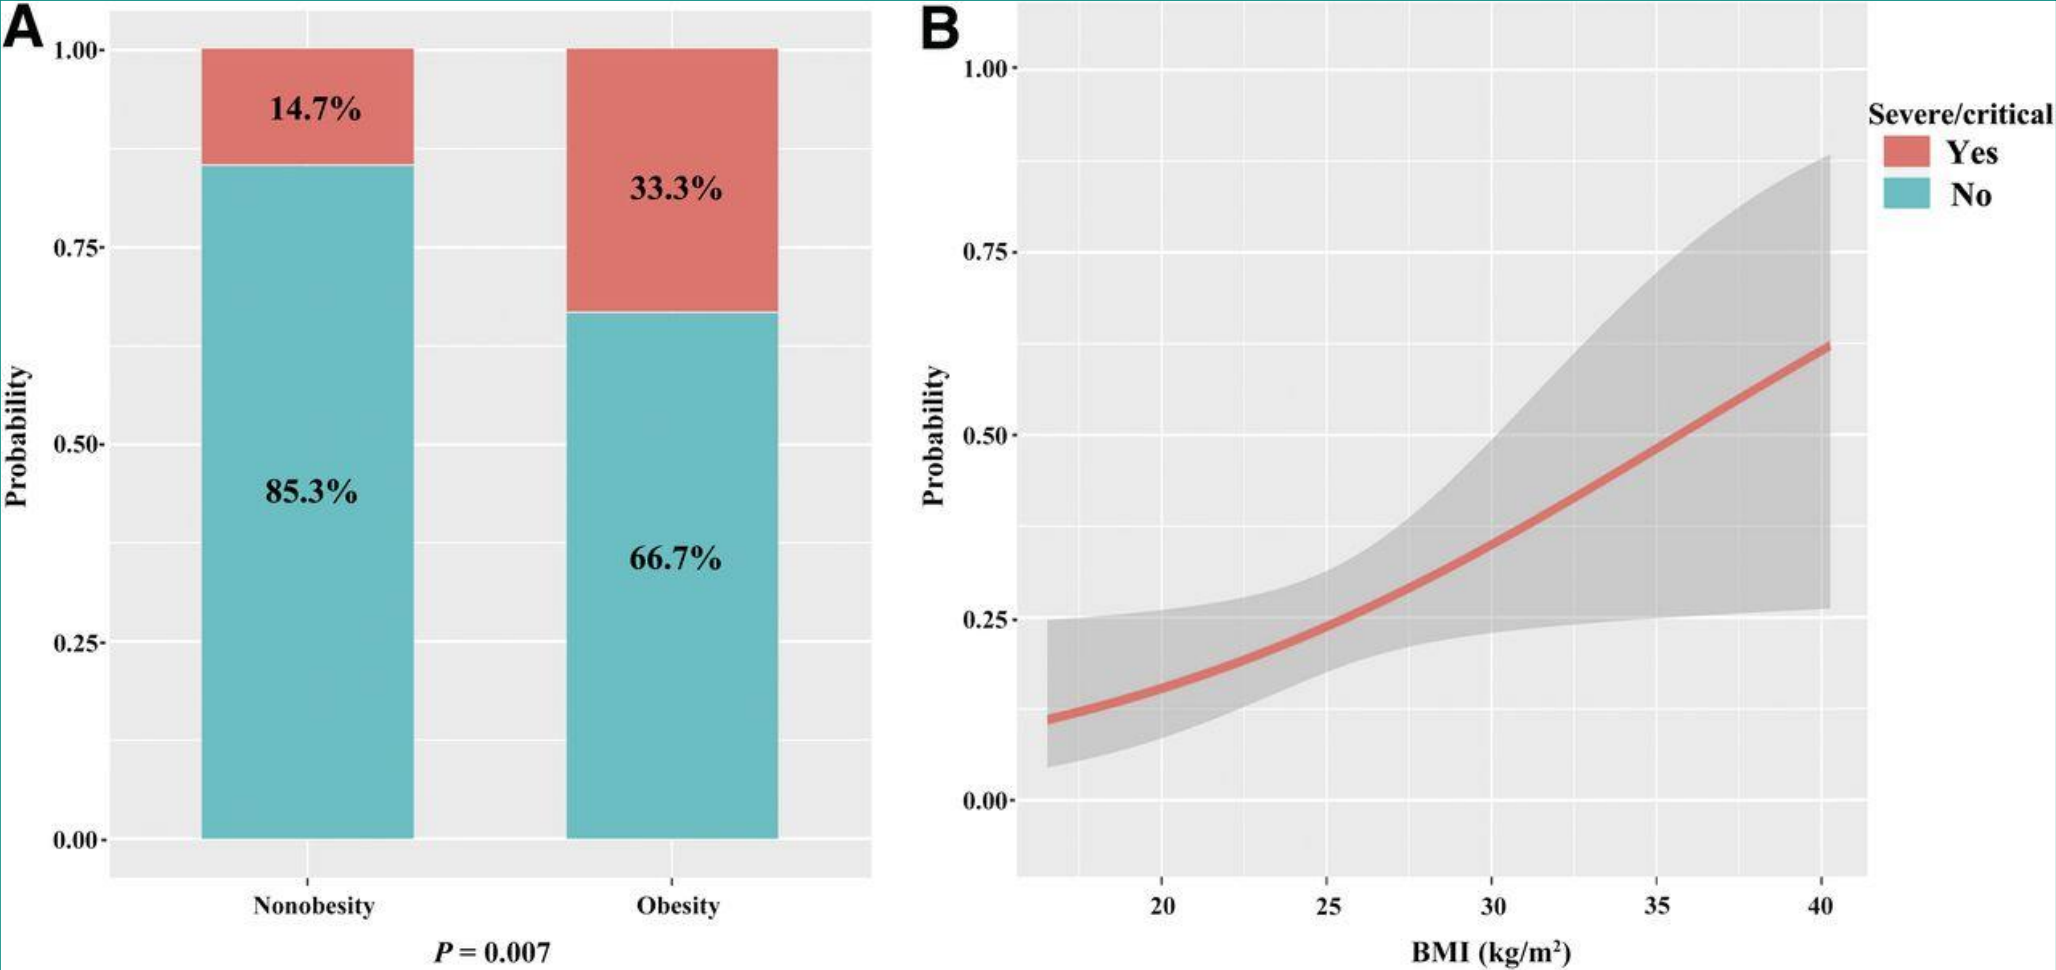 A
1.00
0.75
0.50
0.25
0.00
Probability
14.7%
85.3%
33.3%
66.7%
Nonobesity
Obesity
P = 0.007
B
1.00
0.75
0.50
0.25
0.00
Probability
20
25
30
35
40
BMI (kg/m²)
Severe/critical
Yes
No